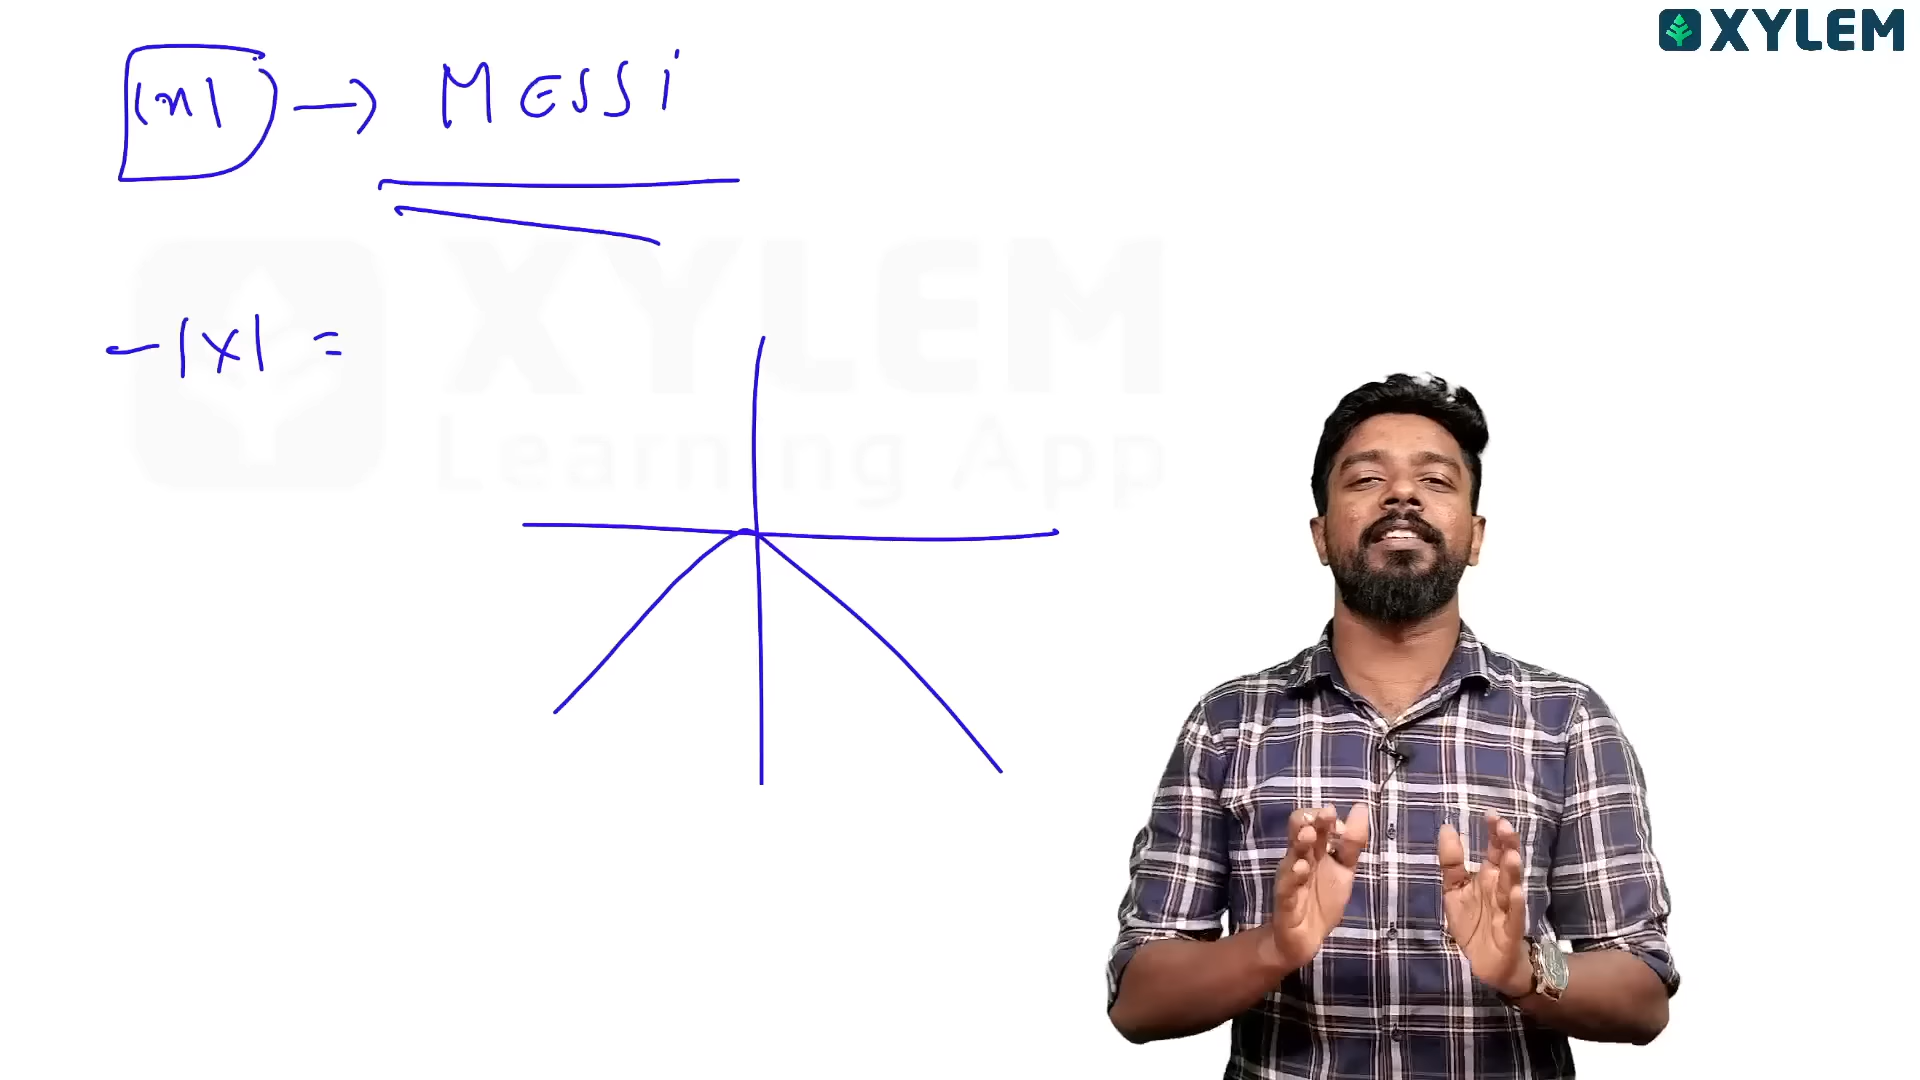 XYLEM
|x| → MESSI
-|x| =
XYLEM
Learning App